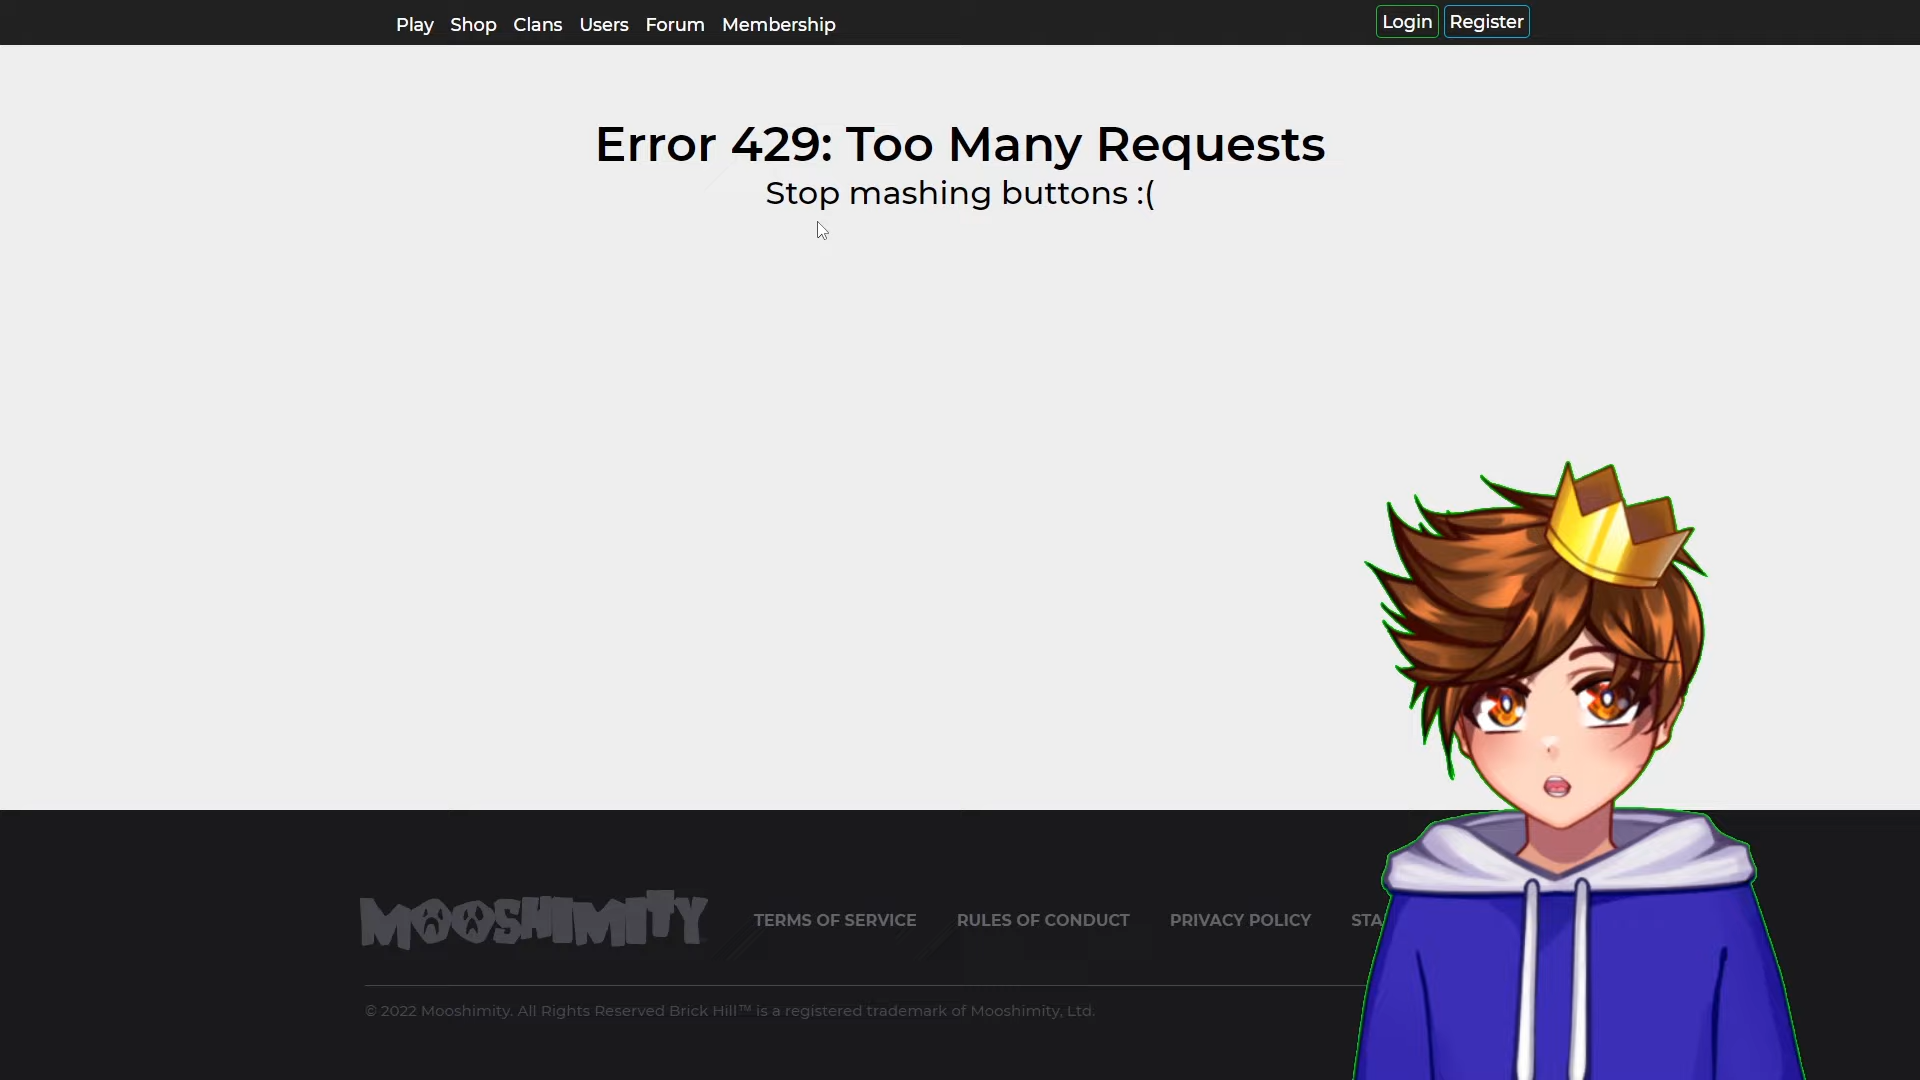 Play Shop Clans Users Forum Membership Login Register
Error 429: Too Many Requests
Stop mashing buttons :(
MOOSHIMITY TERMS OF SERVICE RULES OF CONDUCT PRIVACY POLICY STA
© 2022 Mooshimity. All Rights Reserved Brick Hill™ is a registered trademark of Mooshimity, Ltd.